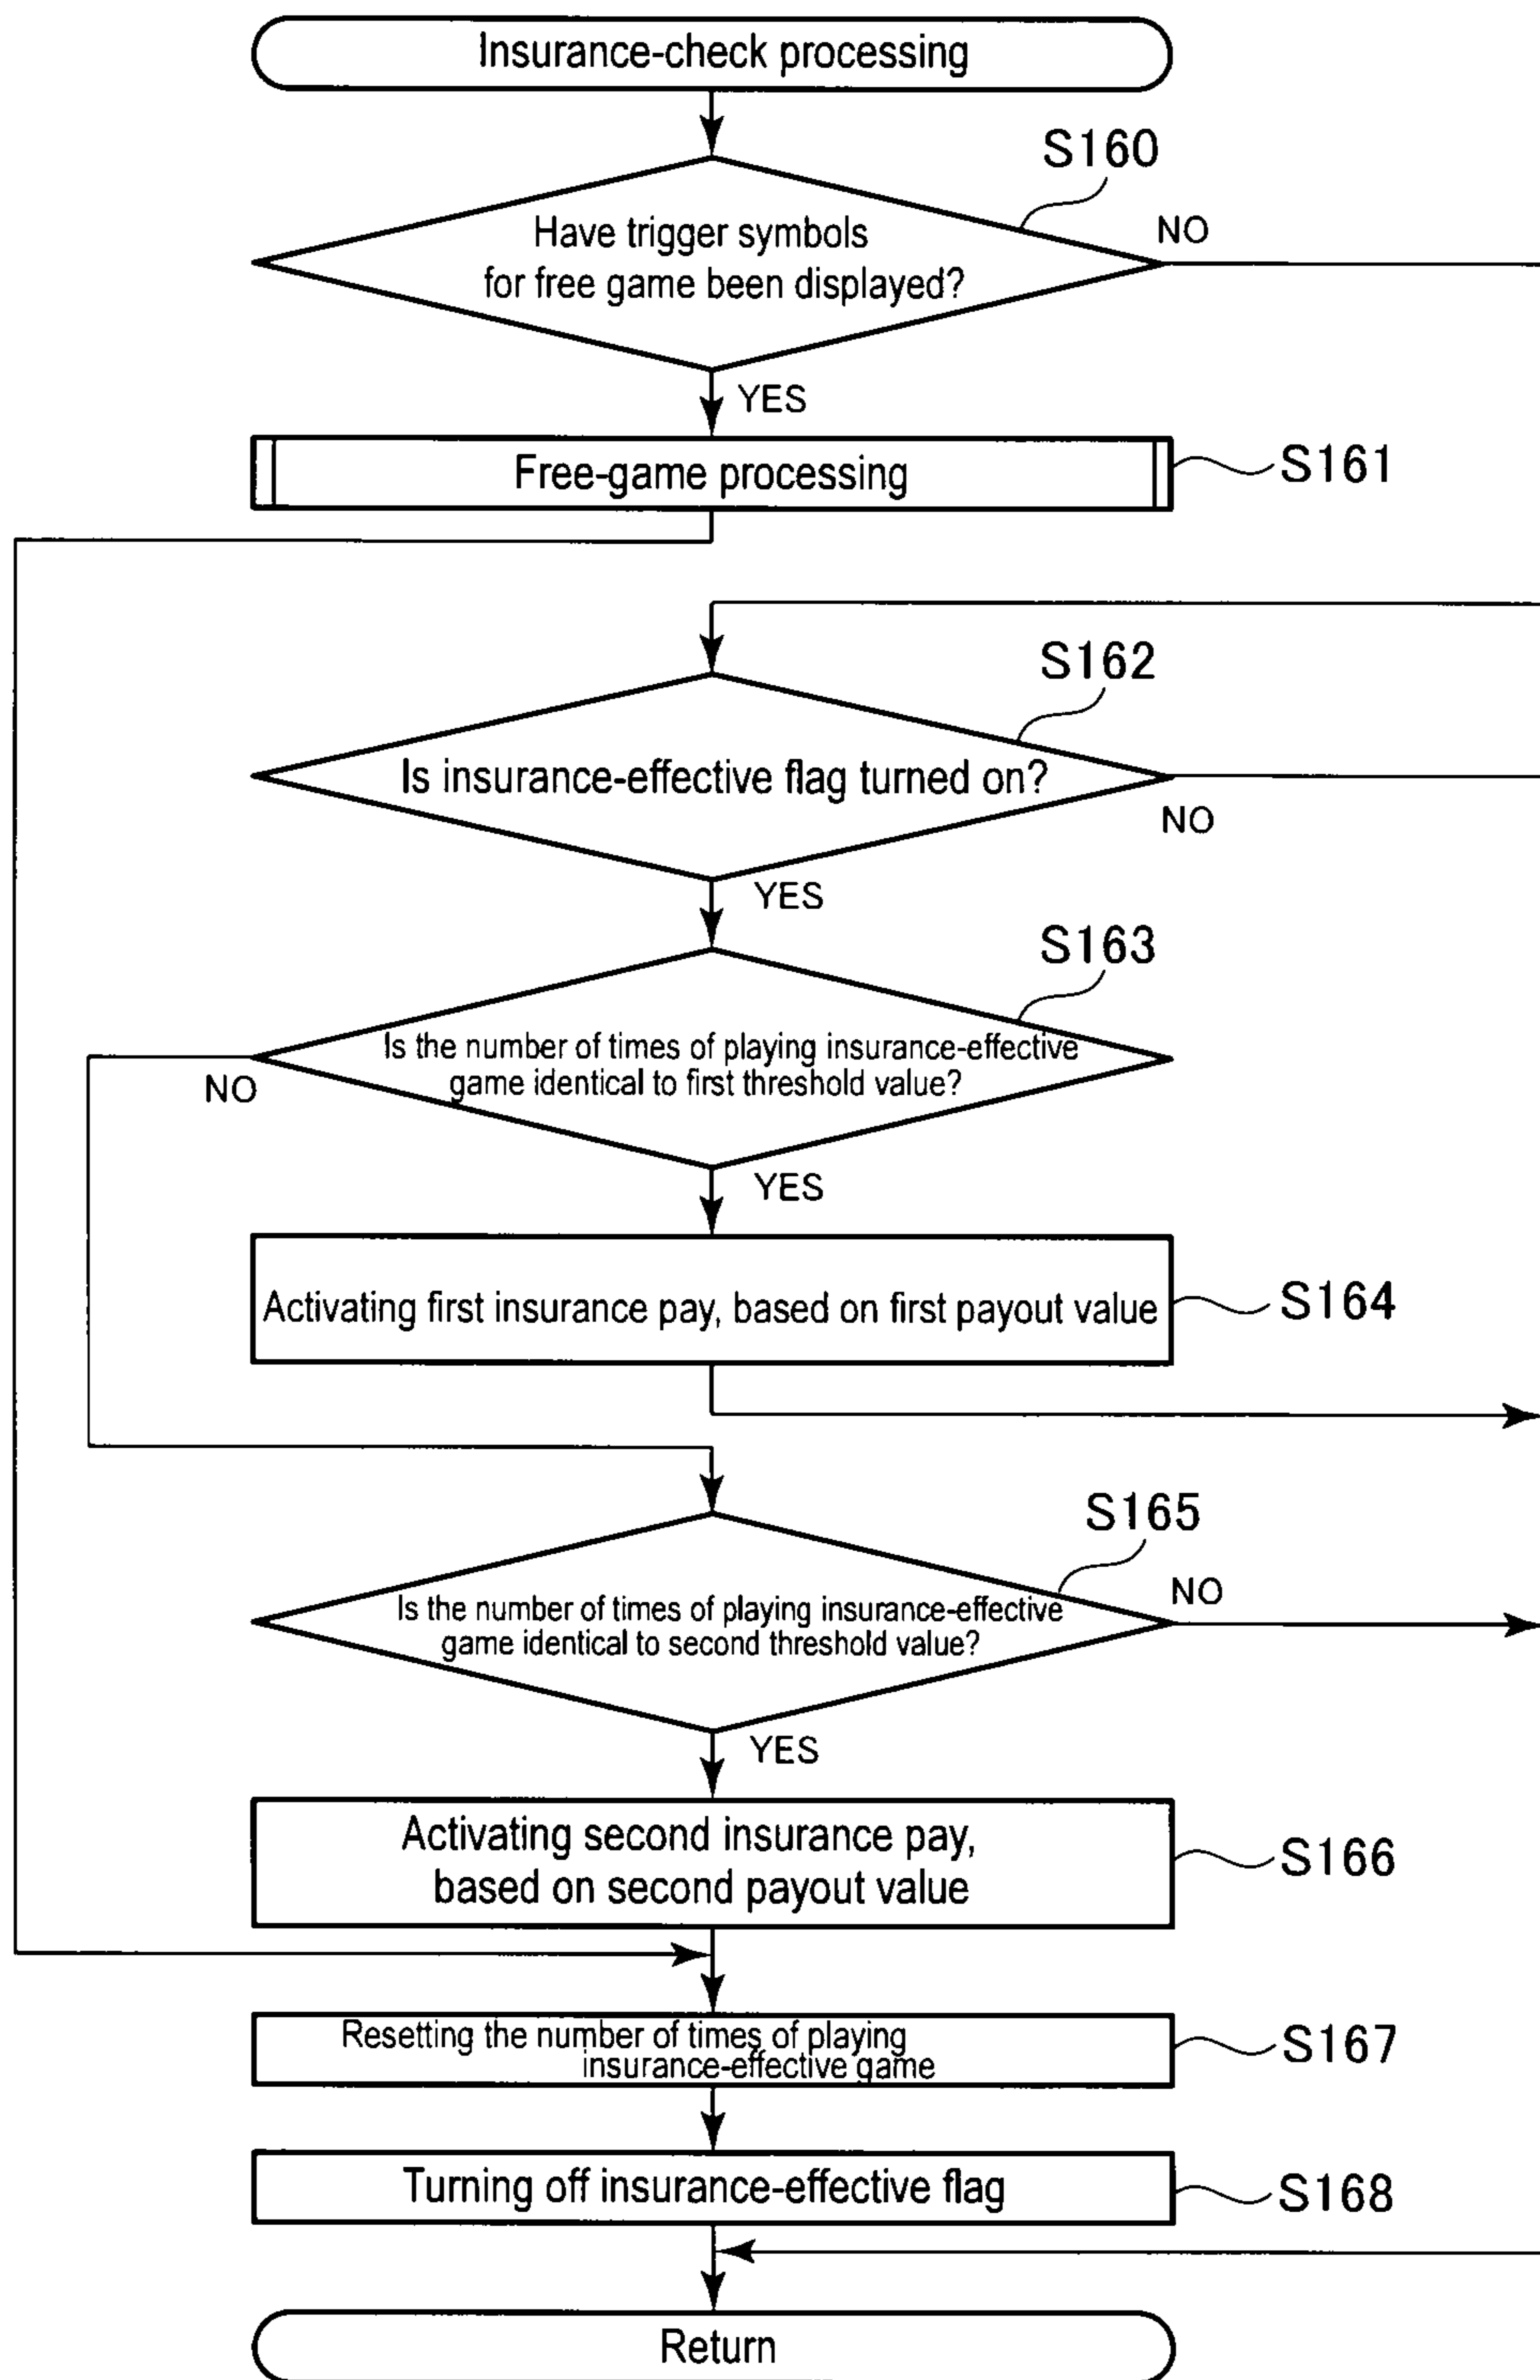 Insurance-check processing
S160
Have trigger symbols
for free game been displayed?
NO
YES
Free-game processing
S161
S162
Is insurance-effective flag turned on?
NO
YES
S163
Is the number of times of playing insurance-effective
game identical to first threshold value?
NO
YES
Activating first insurance pay, based on first payout value
S164
S165
Is the number of times of playing insurance-effective
game identical to second threshold value?
NO
YES
Activating second insurance pay,
based on second payout value
S166
Resetting the number of times of playing
insurance-effective game
S167
Turning off insurance-effective flag
S168
Return